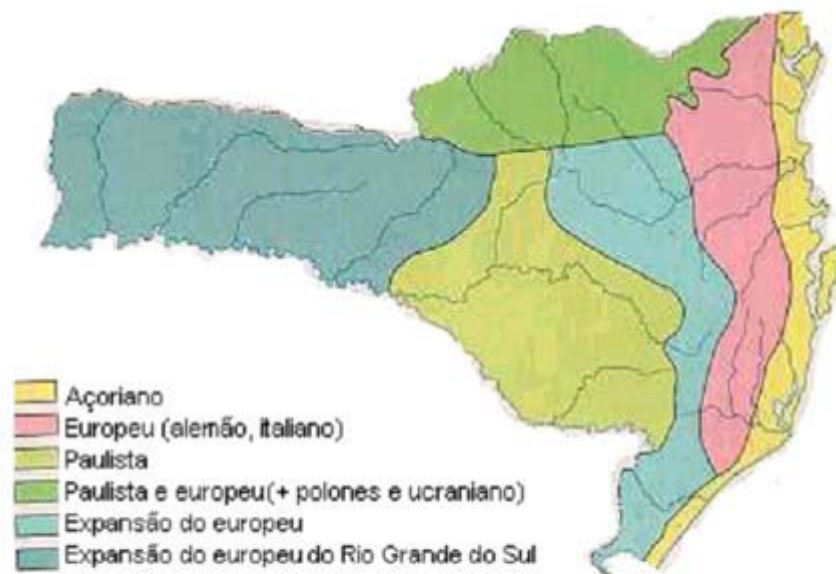 Açoriano
Europeu (alemão, italiano)
Paulista
Paulista e europeu(+ polones e ucraniano)
Expansão do europeu
Expansão do europeu do Rio Grande do Sul